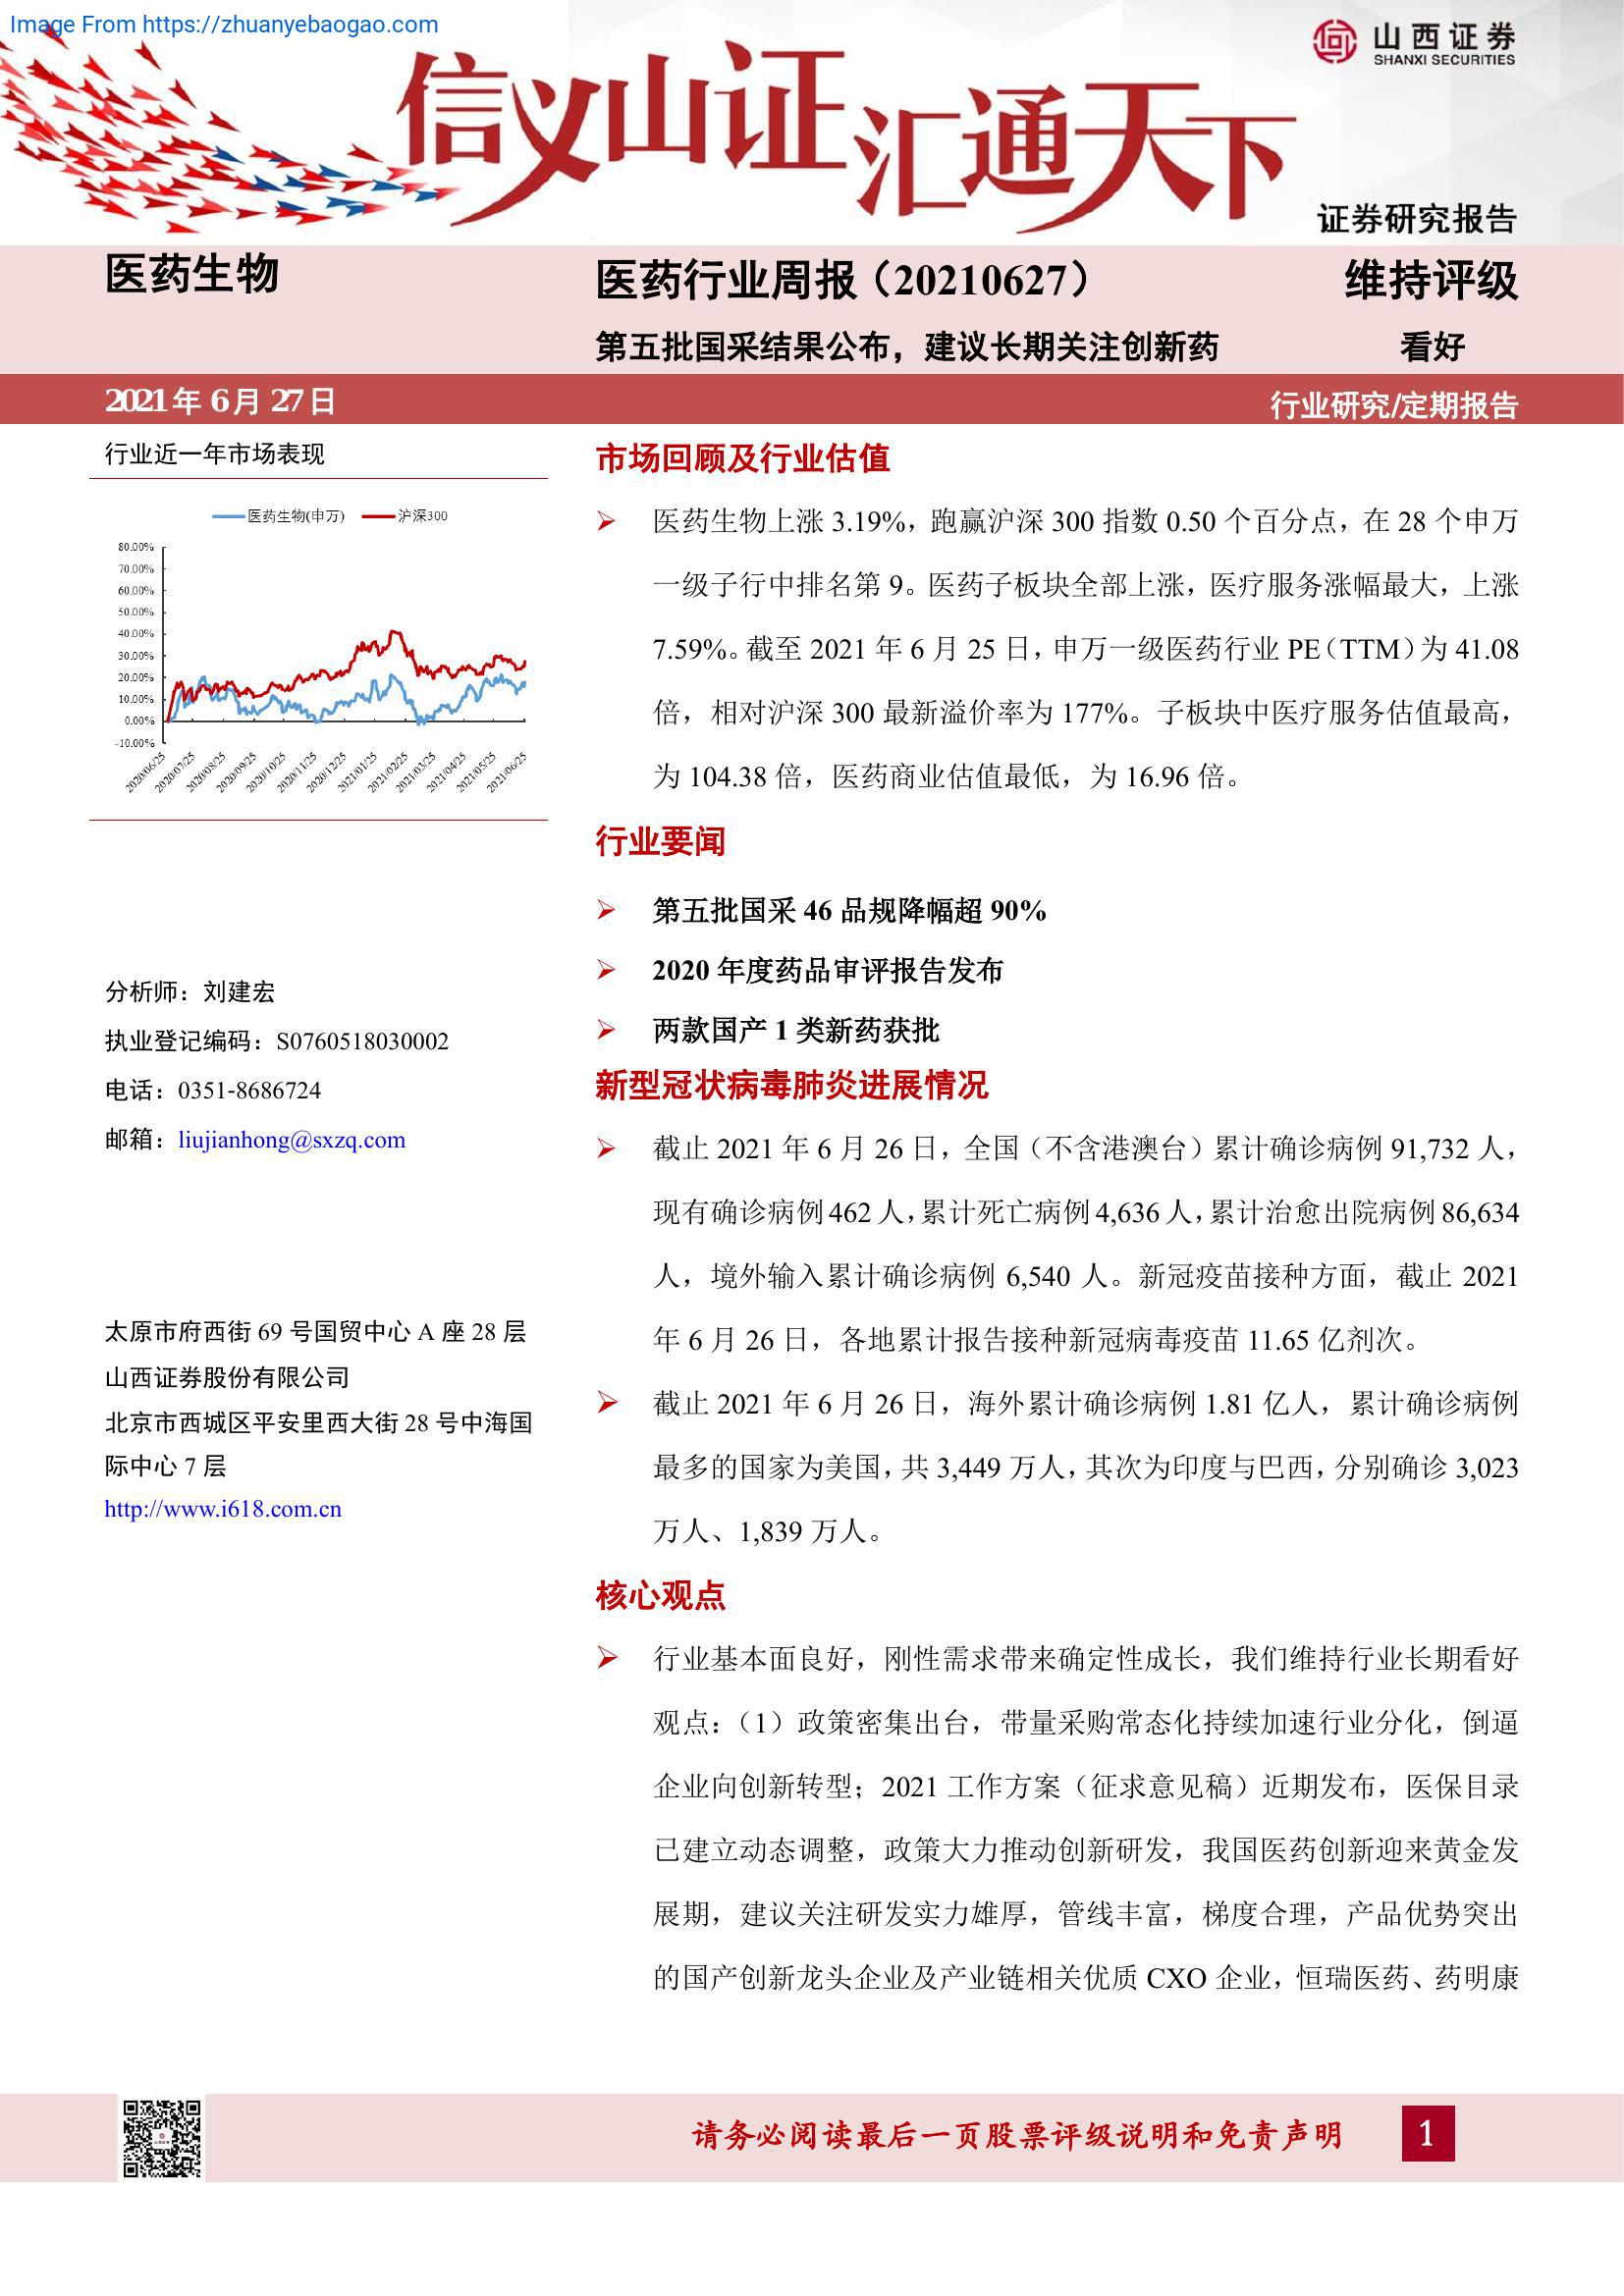 Image From https://zhuanyebaogao.com
山西证券
SHANXI SECURITIES
信义山证汇通天下
证券研究报告
医药生物
医药行业周报（20210627）
维持评级
第五批国采结果公布，建议长期关注创新药
看好
2021年6月27日
行业研究/定期报告
行业近一年市场表现
医药生物(申万) 沪深300
80.00%
70.00%
60.00%
50.00%
40.00%
30.00%
20.00%
10.00%
0.00%
-10.00%
2020/06/25
2020/07/25
2020/08/25
2020/09/25
2020/10/25
2020/11/25
2020/12/25
2021/01/25
2021/02/25
2021/03/25
2021/04/25
2021/05/25
2021/06/25
分析师：刘建宏
执业登记编码：S0760518030002
电话：0351-8686724
邮箱：liujianhong@sxzq.com
太原市府西街 69 号国贸中心 A 座 28 层
山西证券股份有限公司
北京市西城区平安里西大街 28 号中海国
际中心 7 层
http://www.i618.com.cn
市场回顾及行业估值
医药生物上涨 3.19%，跑赢沪深 300 指数 0.50 个百分点，在 28 个申万
一级子行中排名第 9。医药子板块全部上涨，医疗服务涨幅最大，上涨
7.59%。截至 2021 年 6 月 25 日，申万一级医药行业 PE（TTM）为 41.08
倍，相对沪深 300 最新溢价率为 177%。子板块中医疗服务估值最高，
为 104.38 倍，医药商业估值最低，为 16.96 倍。
行业要闻
第五批国采 46 品规降幅超 90%
2020 年度药品审评报告发布
两款国产 1 类新药获批
新型冠状病毒肺炎进展情况
截止 2021 年 6 月 26 日，全国（不含港澳台）累计确诊病例 91,732 人，
现有确诊病例 462 人，累计死亡病例 4,636 人，累计治愈出院病例 86,634
人，境外输入累计确诊病例 6,540 人。新冠疫苗接种方面，截止 2021
年 6 月 26 日，各地累计报告接种新冠病毒疫苗 11.65 亿剂次。
截止 2021 年 6 月 26 日，海外累计确诊病例 1.81 亿人，累计确诊病例
最多的国家为美国，共 3,449 万人，其次为印度与巴西，分别确诊 3,023
万人、1,839 万人。
核心观点
行业基本面良好，刚性需求带来确定性成长，我们维持行业长期看好
观点：（1）政策密集出台，带量采购常态化持续加速行业分化，倒逼
企业向创新转型；2021 工作方案（征求意见稿）近期发布，医保目录
已建立动态调整，政策大力推动创新研发，我国医药创新迎来黄金发
展期，建议关注研发实力雄厚，管线丰富，梯度合理，产品优势突出
的国产创新龙头企业及产业链相关优质 CXO 企业，恒瑞医药、药明康
请务必阅读最后一页股票评级说明和免责声明
1